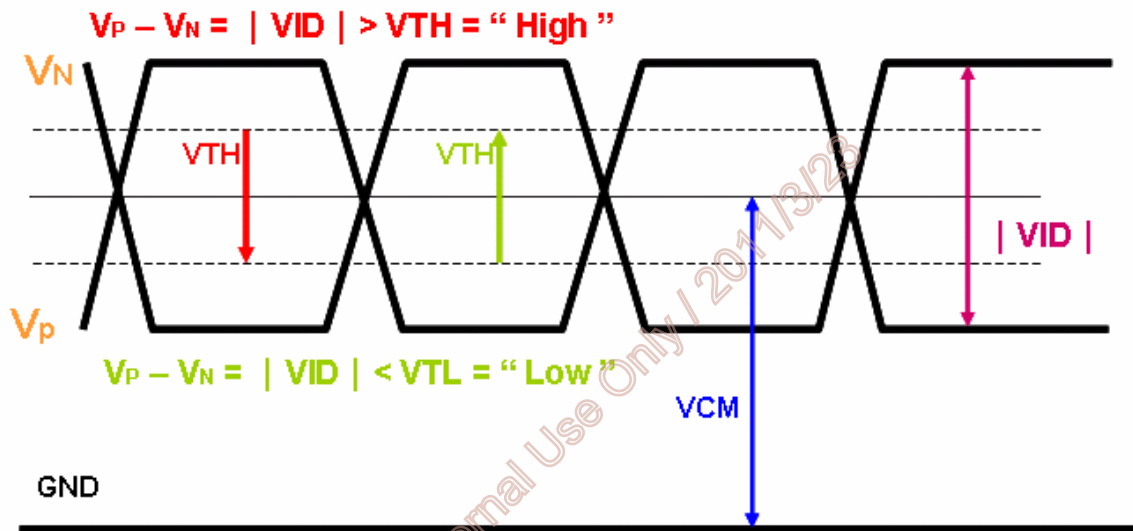 VP – VN = | VID | > VTH = “ High ”
VN
VTH
VTH
| VID |
Vp
VP – VN = | VID | < VTL = “ Low ”
VCM
GND
ernal Use Only / 2011/3/23